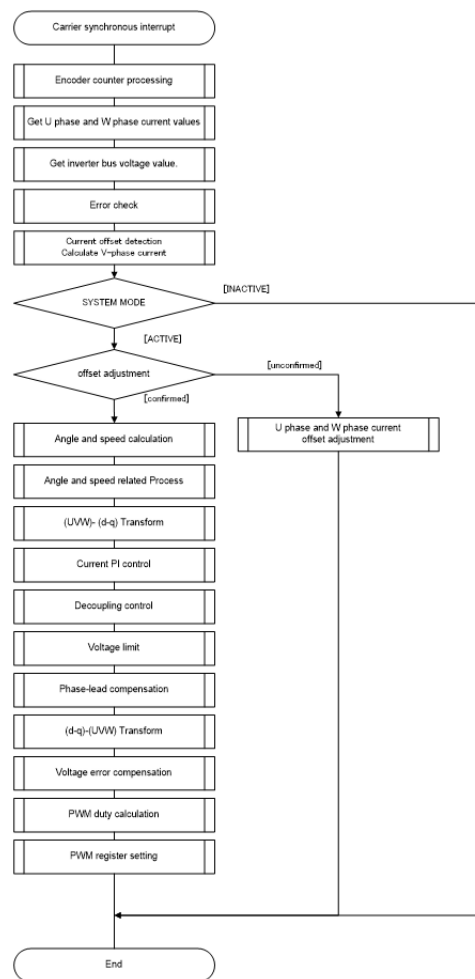 Carrier synchronous interrupt
Encoder counter processing
Get U phase and W phase current values
Get inverter bus voltage value.
Error check
Current offset detection
Calculate V-phase current
SYSTEM MODE
[INACTIVE]
[ACTIVE]
offset adjustment
[unconfirmed]
[confirmed]
U phase and W phase current
offset adjustment
Angle and speed calculation
Angle and speed related Process
(UVW)- (d-q) Transform
Current PI control
Decoupling control
Voltage limit
Phase-lead compensation
(d-q)-(UVW) Transform
Voltage error compensation
PWM duty calculation
PWM register setting
End